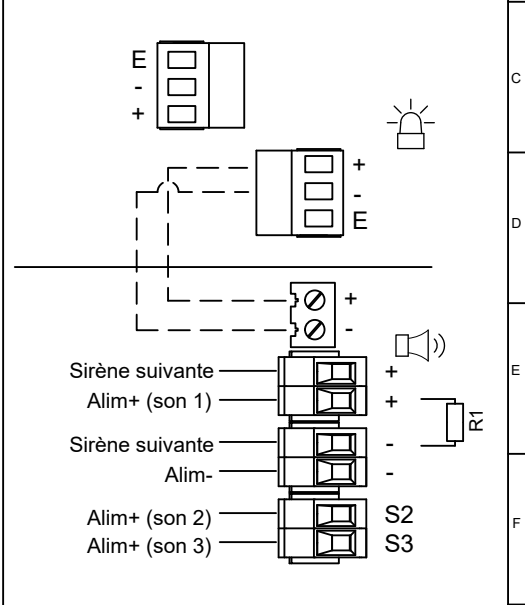 E
-
+
C
+
-
E
D
+
-
Sirène suivante +
Alim+ (son 1) +
E
R1
Sirène suivante -
Alim- -
Alim+ (son 2) S2
Alim+ (son 3) S3
F